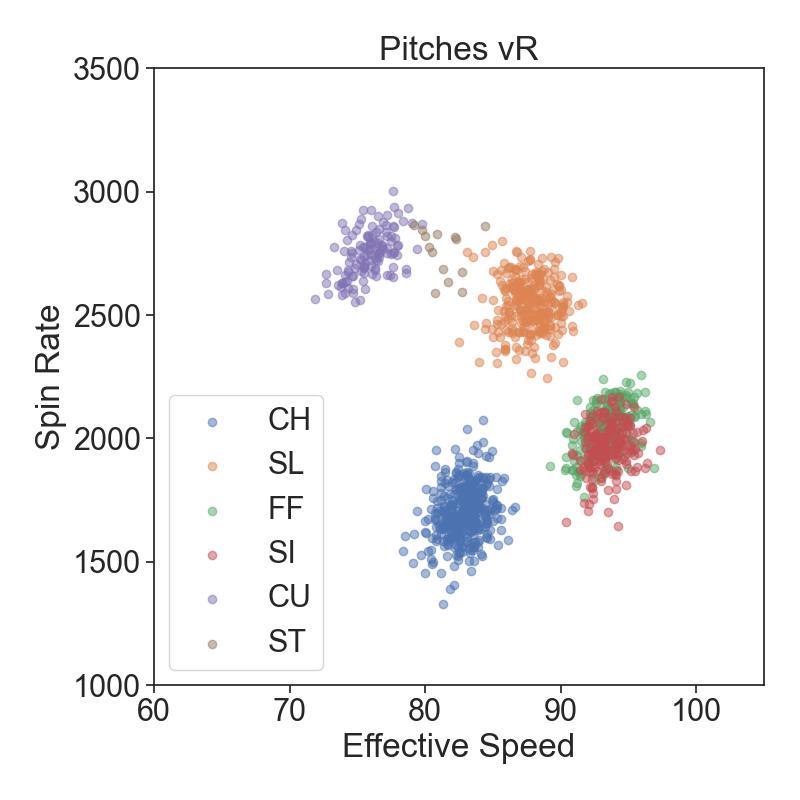 Pitches vR
3500
3000
2500
2000
1500
1000
Spin Rate
CH
SL
FF
SI
CU
ST
60 70 80 90 100
Effective Speed